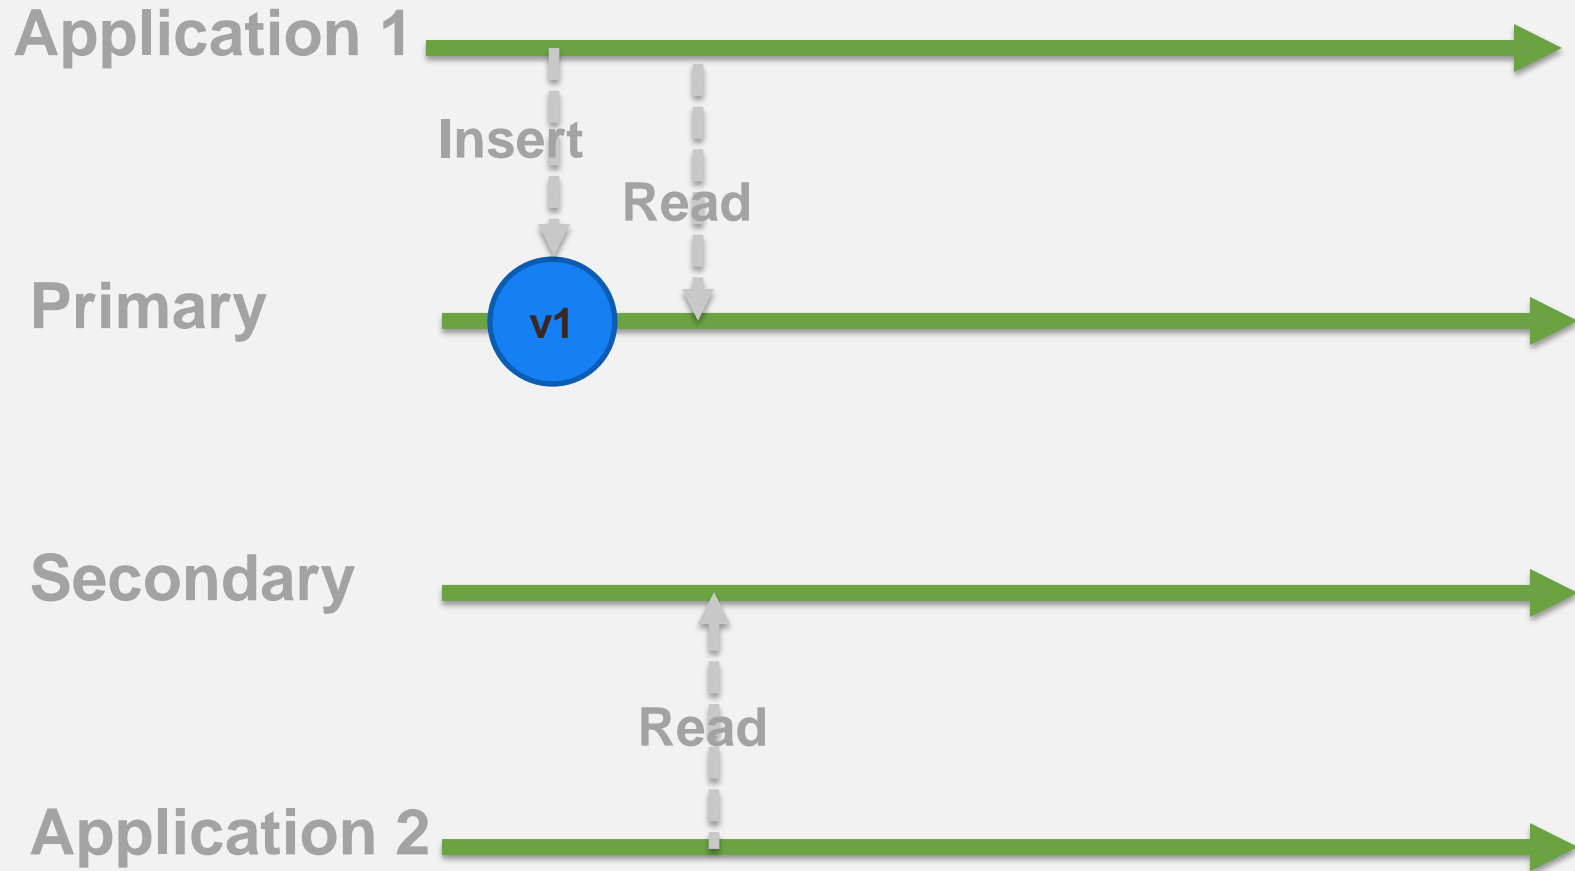 Application 1
Insert
Read
Primary
v1
Secondary
Read
Application 2